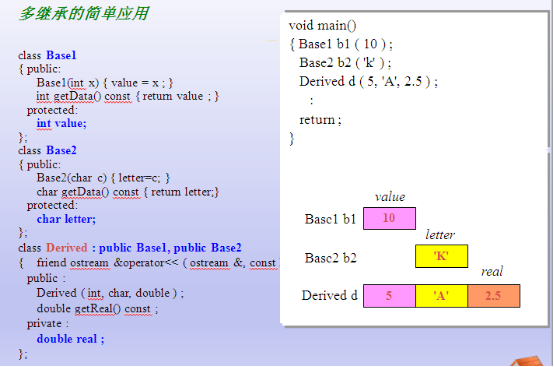 多继承的简单应用
class Base1
{ public:
Base1(int x) { value = x ; }
int getData() const { return value ; }
protected:
int value;
};
class Base2
{ public:
Base2(char c) { letter=c; }
char getData() const { return letter;}
protected:
char letter;
};
class Derived : public Base1, public Base2
{ friend ostream &operator<< ( ostream &, const
public :
Derived ( int, char, double ) ;
double getReal() const ;
private :
double real ;
};
void main()
{ Base1 b1 ( 10 ) ;
Base2 b2 ( 'k' ) ;
Derived d ( 5, 'A', 2.5 ) ;
:
return ;
}
value
Base1 b1 10
letter
Base2 b2 'K'
real
Derived d 5 'A' 2.5